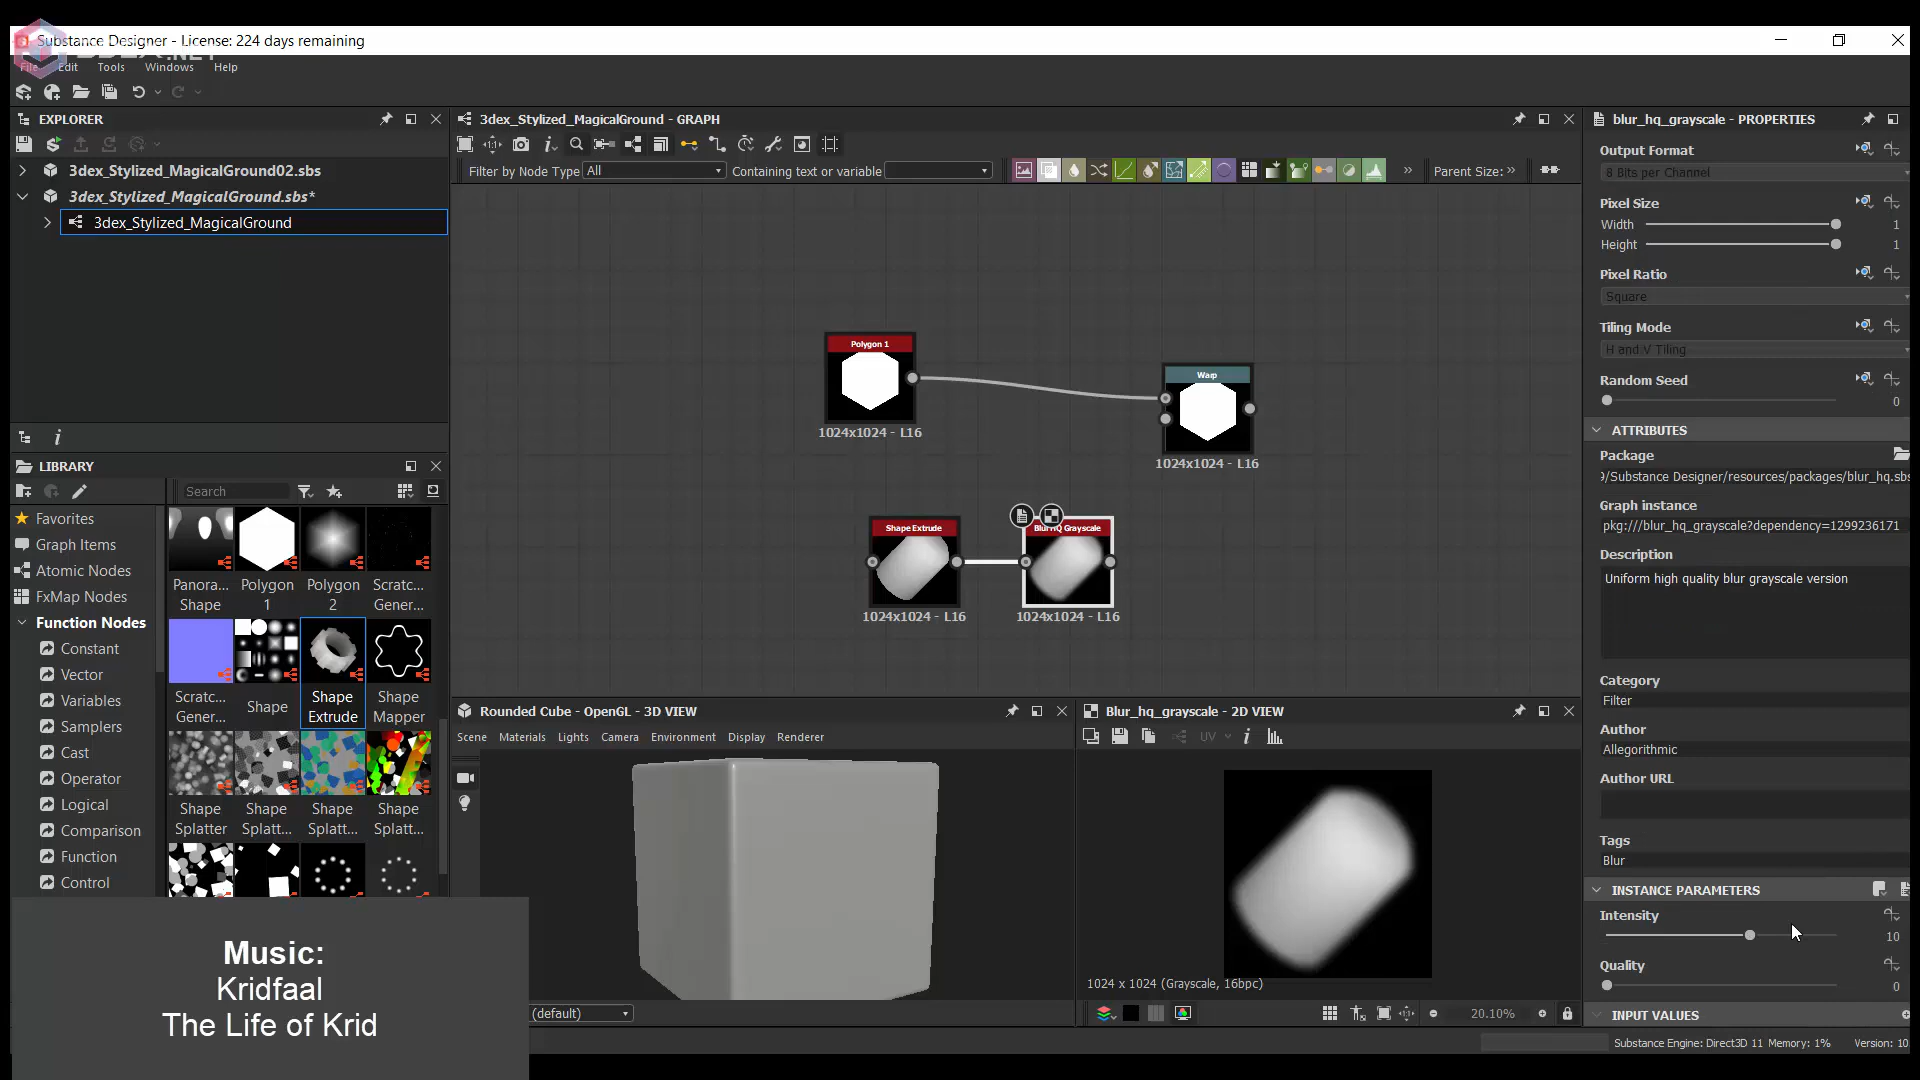 Substance Designer - License: 224 days remaining
File Edit Tools Windows Help
EXPLORER
3dex_Stylized_MagicalGround02.sbs
3dex_Stylized_MagicalGround.sbs*
3dex_Stylized_MagicalGround
LIBRARY
Search
Favorites
Graph Items
Atomic Nodes
FxMap Nodes
Function Nodes
Constant
Vector
Variables
Samplers
Cast
Operator
Logical
Comparison
Function
Control
Panora... Shape
Polygon 1
Polygon 2
Scratc... Gener...
Scratc... Gener...
Shape
Shape Extrude
Shape Mapper
Shape Splatter
Shape Splatt...
Shape Splatt...
Shape Splatt...
3dex_Stylized_MagicalGround - GRAPH
Filter by Node Type All Containing text or variable Parent Size:
Polygon 1
1024x1024 - L16
Warp
1024x1024 - L16
Shape Extrude
1024x1024 - L16
Blur HQ Grayscale
1024x1024 - L16
Rounded Cube - OpenGL - 3D VIEW
Scene Materials Lights Camera Environment Display Renderer
(default)
Blur_hq_grayscale - 2D VIEW
UV
1024 x 1024 (Grayscale, 16bpc)
20.10%
blur_hq_grayscale - PROPERTIES
Output Format
8 Bits per Channel
Pixel Size
Width 1
Height 1
Pixel Ratio
Square
Tiling Mode
H and V Tiling
Random Seed
0
ATTRIBUTES
Package
)/Substance Designer/resources/packages/blur_hq.sbs
Graph instance
pkg:///blur_hq_grayscale?dependency=1299236171
Description
Uniform high quality blur grayscale version
Category
Filter
Author
Allegorithmic
Author URL
Tags
Blur
INSTANCE PARAMETERS
Intensity
10
Quality
0
INPUT VALUES
Substance Engine: Direct3D 11 Memory: 1% Version: 10
Music:
Kridfaal
The Life of Krid